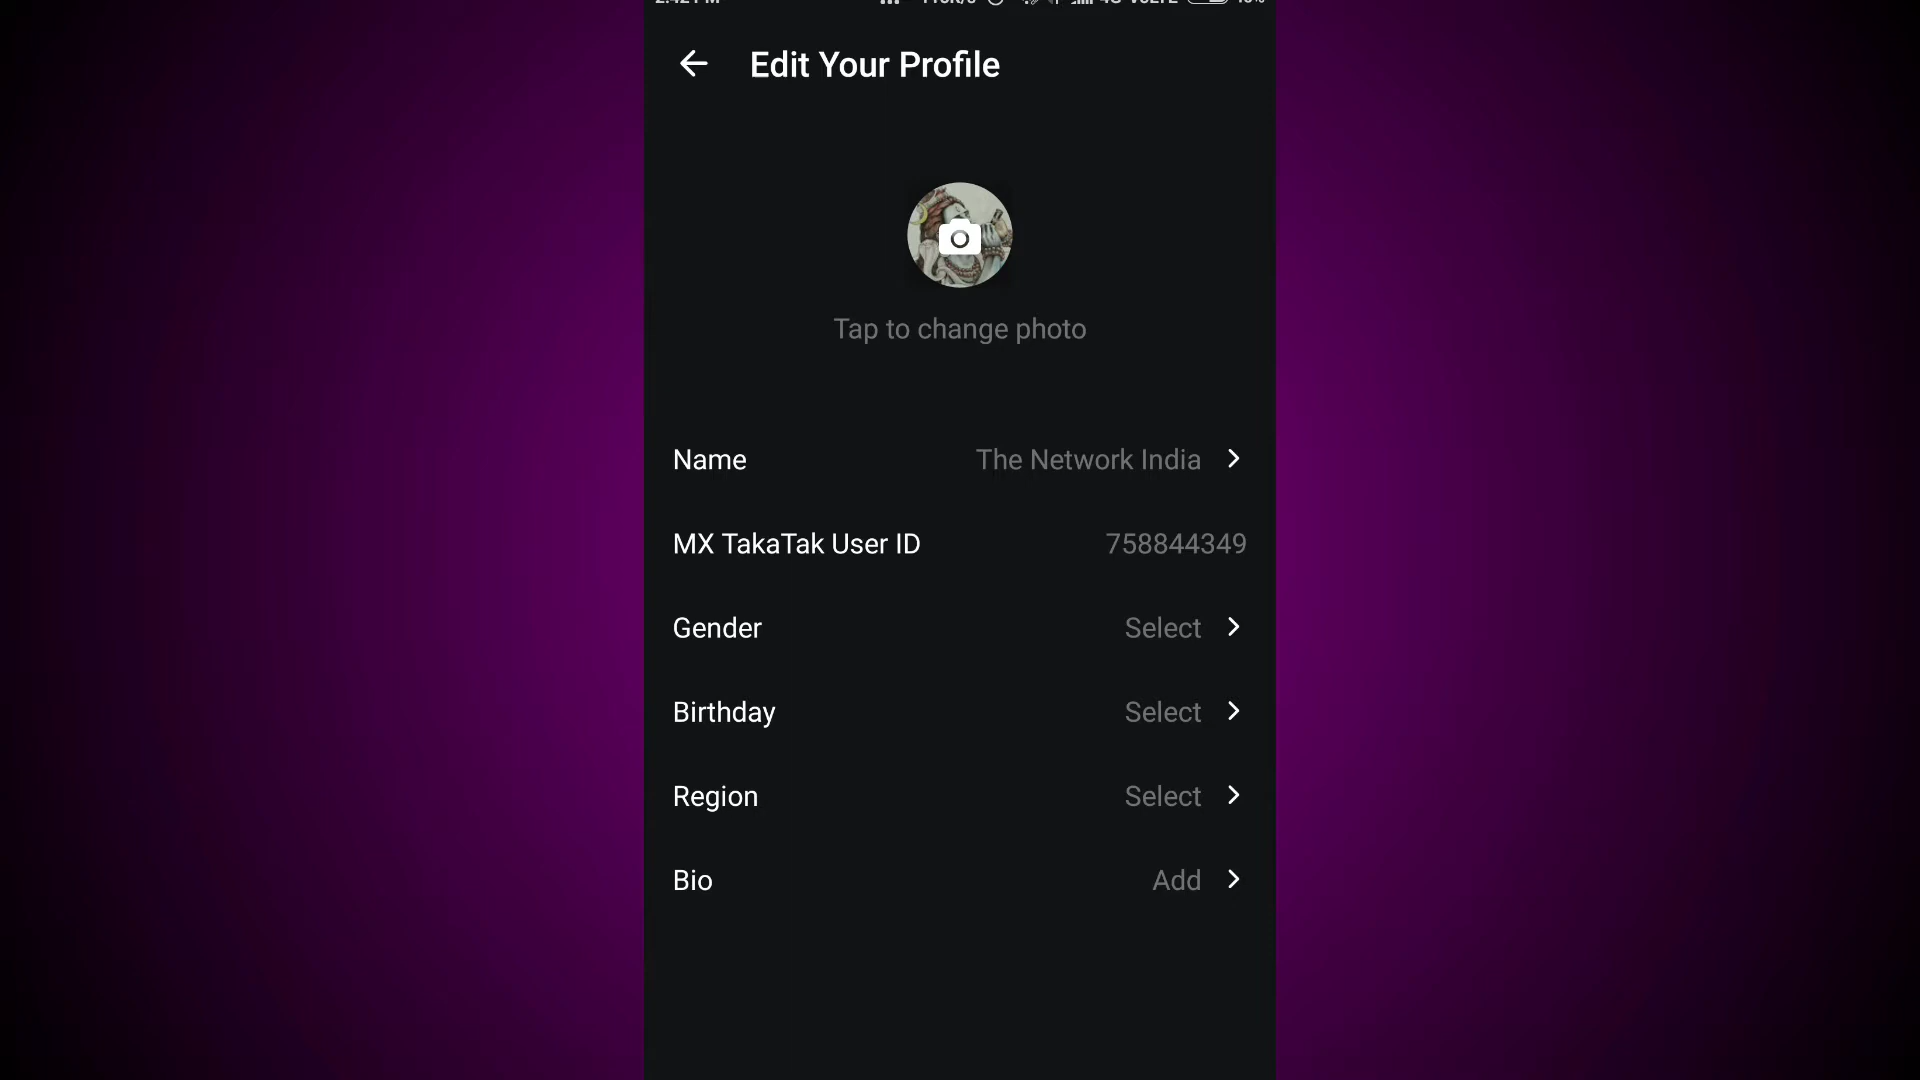 Edit Your Profile
Tap to change photo
Name The Network India
MX TakaTak User ID 758844349
Gender Select
Birthday Select
Region Select
Bio Add